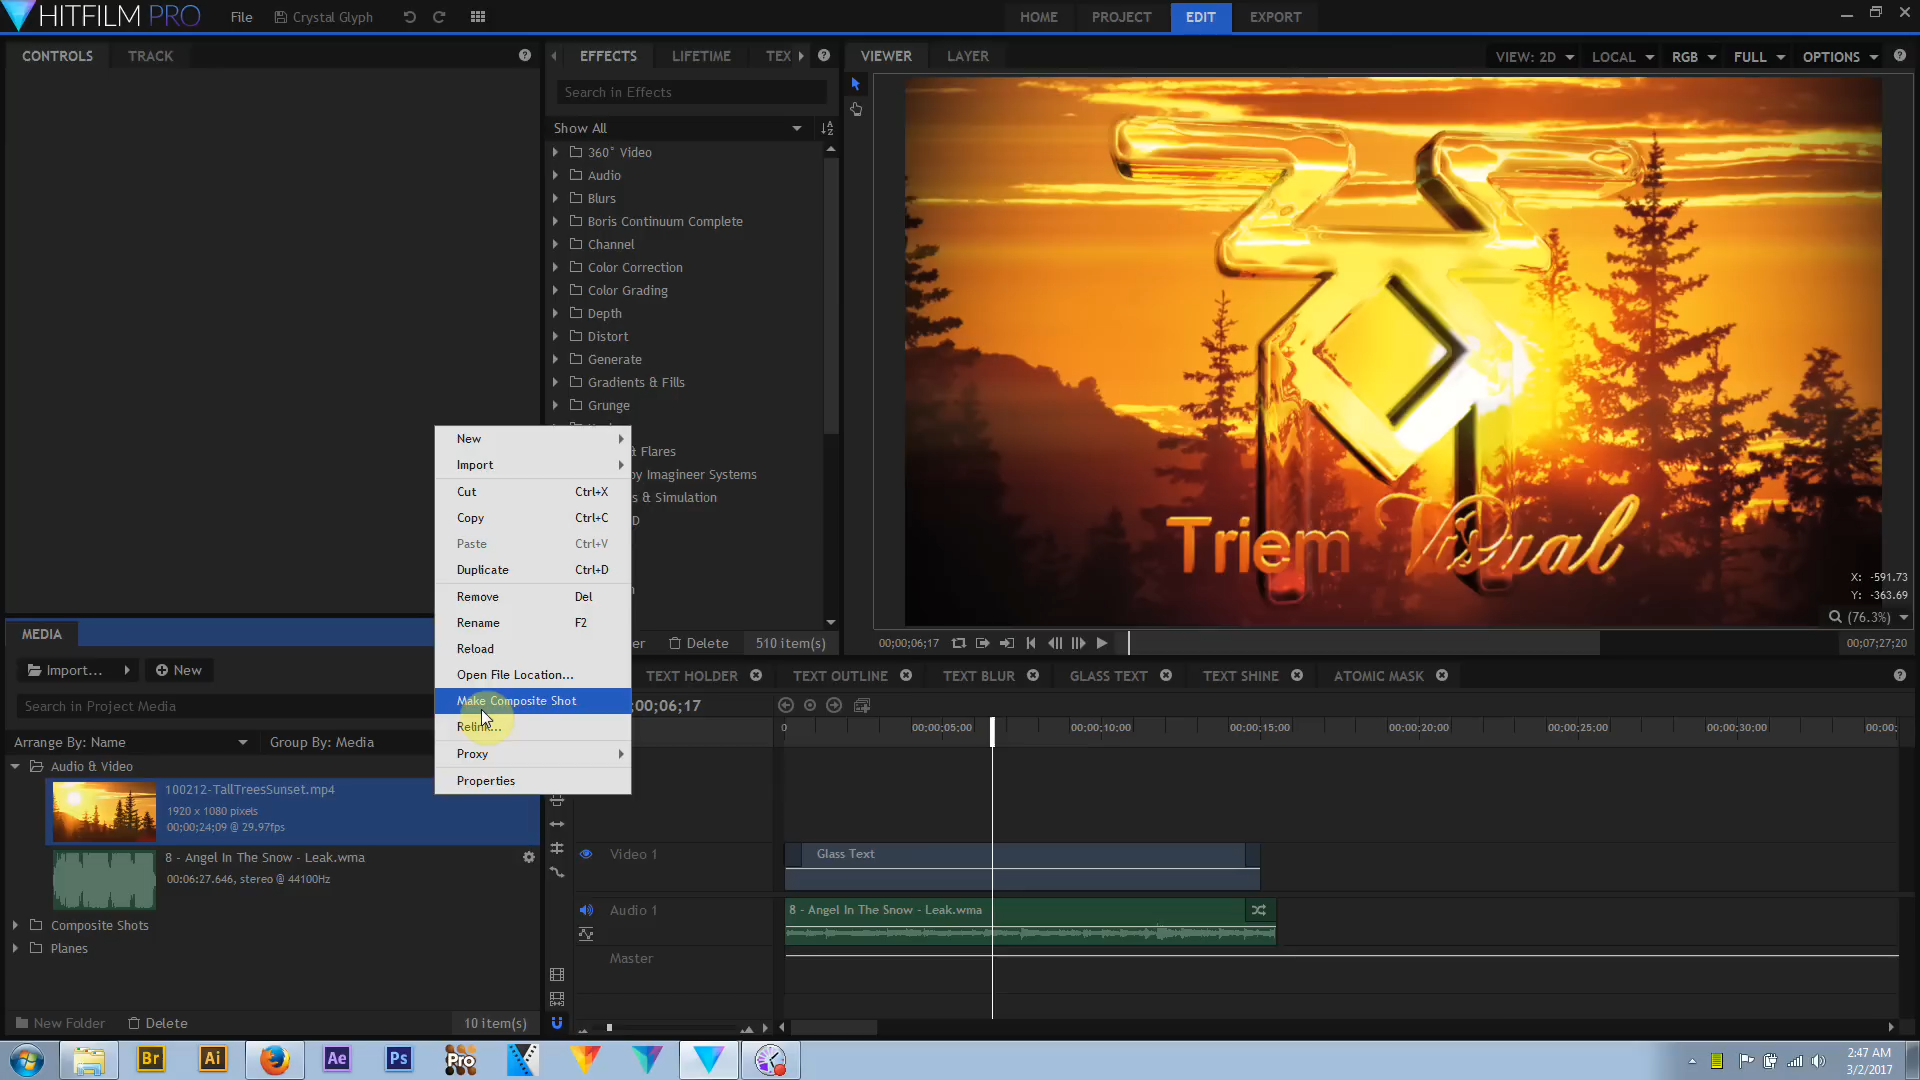 HITFILM PRO
File
Crystal Glyph
HOME
PROJECT
EDIT
EXPORT
CONTROLS
TRACK
EFFECTS
LIFETIME
TEX
VIEWER
LAYER
VIEW: 2D
LOCAL
RGB
FULL
OPTIONS
Search in Effects
Show All
360° Video
Audio
Blurs
Boris Continuum Complete
Channel
Color Correction
Color Grading
Depth
Distort
Generate
Gradients & Fills
Grunge
& Flares
by Imagineer Systems
s & Simulation
D
Delete
510 item(s)
New
Import
Cut Ctrl+X
Copy Ctrl+C
Paste Ctrl+V
Duplicate Ctrl+D
Remove Del
Rename F2
Reload
Open File Location...
Make Composite Shot
Relink...
Proxy
Properties
Triem Visual
X: -591.73
Y: -363.69
(76.3%)
00;00;06;17
00;07;27;20
MEDIA
Import...
New
Search in Project Media
Arrange By: Name
Group By: Media
Audio & Video
100212-TallTreesSunset.mp4
1920 x 1080 pixels
00;00;24;09 @ 29.97fps
8 - Angel In The Snow - Leak.wma
00:06:27.646, stereo @ 44100Hz
Composite Shots
Planes
New Folder
Delete
10 item(s)
TEXT HOLDER
TEXT OUTLINE
TEXT BLUR
GLASS TEXT
TEXT SHINE
ATOMIC MASK
;00;06;17
0
00;00;05;00
00;00;10;00
00;00;15;00
00;00;20;00
00;00;25;00
00;00;30;00
00;00;
Video 1
Glass Text
Audio 1
8 - Angel In The Snow - Leak.wma
Master
Br
Ai
Ae
Ps
Pro
2:47 AM
3/2/2017